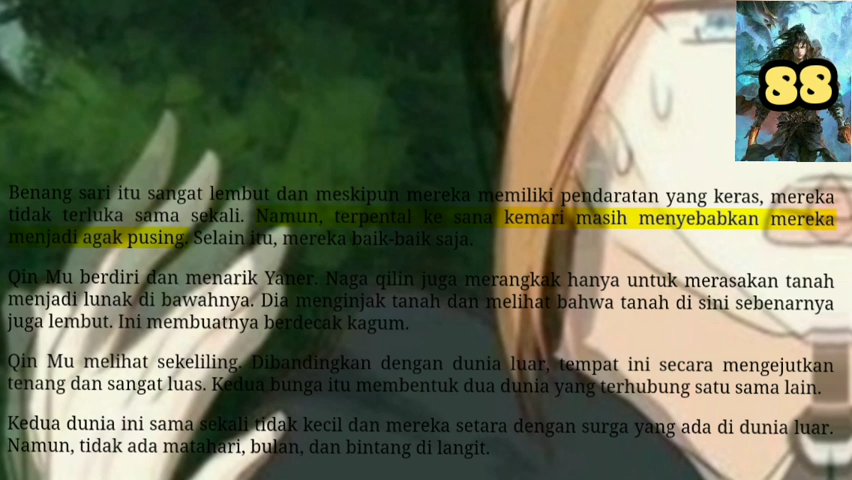 88
Benang sari itu sangat lembut dan meskipun mereka memiliki pendaratan yang keras, mereka
tidak terluka sama sekali. Namun, terpental ke sana kemari masih menyebabkan mereka
menjadi agak pusing. Selain itu, mereka baik-baik saja.
Qin Mu berdiri dan menarik Yaner. Naga qilin juga merangkak hanya untuk merasakan tanah
menjadi lunak di bawahnya. Dia menginjak tanah dan melihat bahwa tanah di sini sebenarnya
juga lembut. Ini membuatnya berdecak kagum.
Qin Mu melihat sekeliling. Dibandingkan dengan dunia luar, tempat ini secara mengejutkan
tenang dan sangat luas. Kedua bunga itu membentuk dua dunia yang terhubung satu sama lain.
Kedua dunia ini sama sekali tidak kecil dan mereka setara dengan surga yang ada di dunia luar.
Namun, tidak ada matahari, bulan, dan bintang di langit.